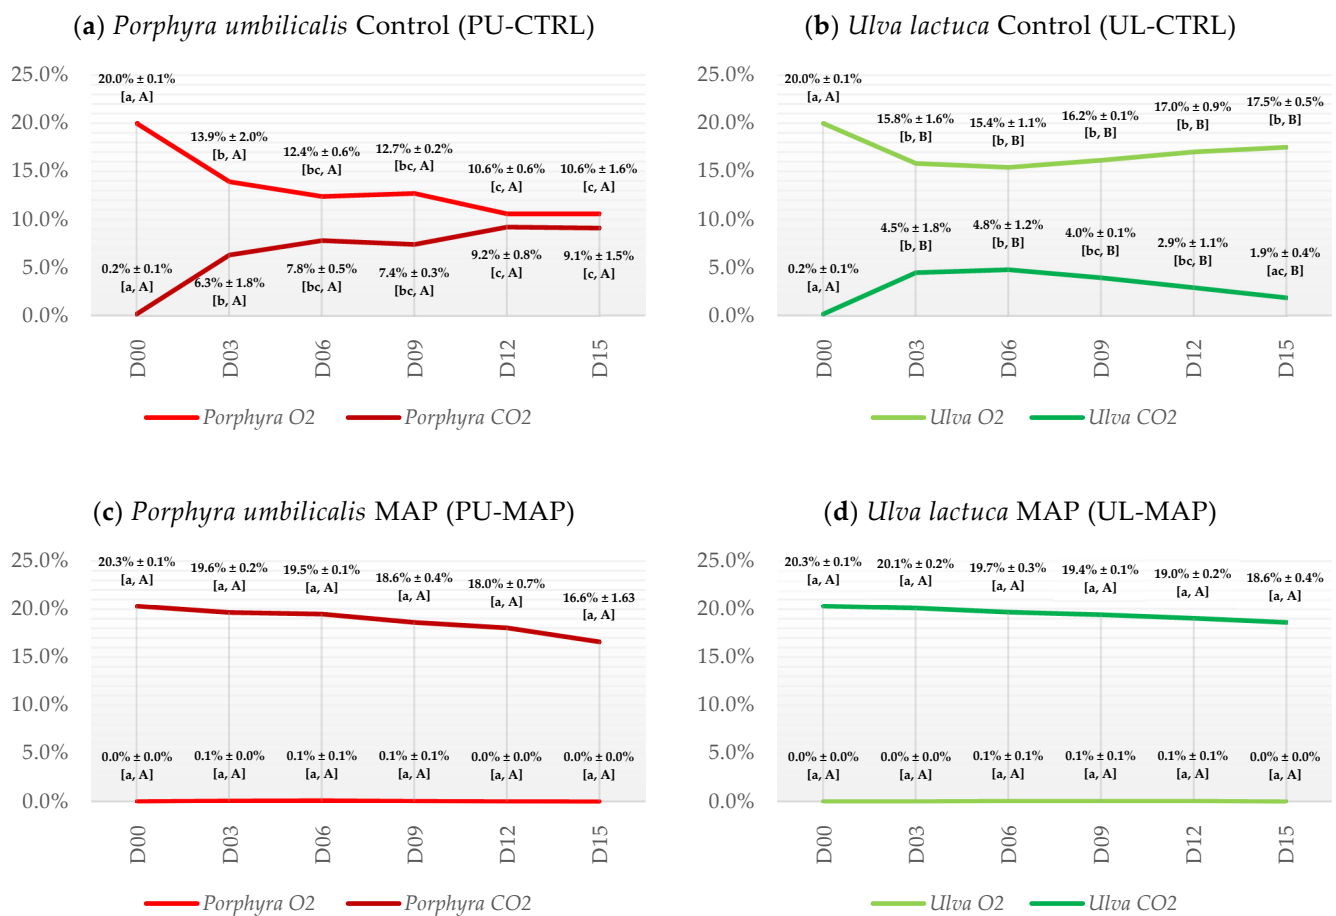 (a) Porphyra umbilicalis Control (PU-CTRL)
25.0%
20.0%
15.0%
10.0%
5.0%
0.0%
20.0% ± 0.1%
[a, A]
13.9% ± 2.0%
[b, A]
12.4% ± 0.6%
[bc, A]
12.7% ± 0.2%
[bc, A]
10.6% ± 0.6%
[c, A]
10.6% ± 1.6%
[c, A]
0.2% ± 0.1%
[a, A]
6.3% ± 1.8%
[b, A]
7.8% ± 0.5%
[bc, A]
7.4% ± 0.3%
[bc, A]
9.2% ± 0.8%
[c, A]
9.1% ± 1.5%
[c, A]
D00
D03
D06
D09
D12
D15
Porphyra O2
Porphyra CO2
(b) Ulva lactuca Control (UL-CTRL)
25.0%
20.0%
15.0%
10.0%
5.0%
0.0%
20.0% ± 0.1%
[a, A]
15.8% ± 1.6%
[b, B]
15.4% ± 1.1%
[b, B]
16.2% ± 0.1%
[b, B]
17.0% ± 0.9%
[b, B]
17.5% ± 0.5%
[b, B]
0.2% ± 0.1%
[a, A]
4.5% ± 1.8%
[b, B]
4.8% ± 1.2%
[b, B]
4.0% ± 0.1%
[bc, B]
2.9% ± 1.1%
[bc, B]
1.9% ± 0.4%
[ac, B]
D00
D03
D06
D09
D12
D15
Ulva O2
Ulva CO2
(c) Porphyra umbilicalis MAP (PU-MAP)
25.0%
20.0%
15.0%
10.0%
5.0%
0.0%
20.3% ± 0.1%
[a, A]
19.6% ± 0.2%
[a, A]
19.5% ± 0.1%
[a, A]
18.6% ± 0.4%
[a, A]
18.0% ± 0.7%
[a, A]
16.6% ± 1.63
[a, A]
0.0% ± 0.0%
[a, A]
0.1% ± 0.0%
[a, A]
0.1% ± 0.1%
[a, A]
0.1% ± 0.1%
[a, A]
0.0% ± 0.0%
[a, A]
0.0% ± 0.0%
[a, A]
D00
D03
D06
D09
D12
D15
Porphyra O2
Porphyra CO2
(d) Ulva lactuca MAP (UL-MAP)
25.0%
20.0%
15.0%
10.0%
5.0%
0.0%
20.3% ± 0.1%
[a, A]
20.1% ± 0.2%
[a, A]
19.7% ± 0.3%
[a, A]
19.4% ± 0.1%
[a, A]
19.0% ± 0.2%
[a, A]
18.6% ± 0.4%
[a, A]
0.0% ± 0.0%
[a, A]
0.0% ± 0.0%
[a, A]
0.1% ± 0.1%
[a, A]
0.1% ± 0.1%
[a, A]
0.1% ± 0.1%
[a, A]
0.0% ± 0.0%
[a, A]
D00
D03
D06
D09
D12
D15
Ulva O2
Ulva CO2